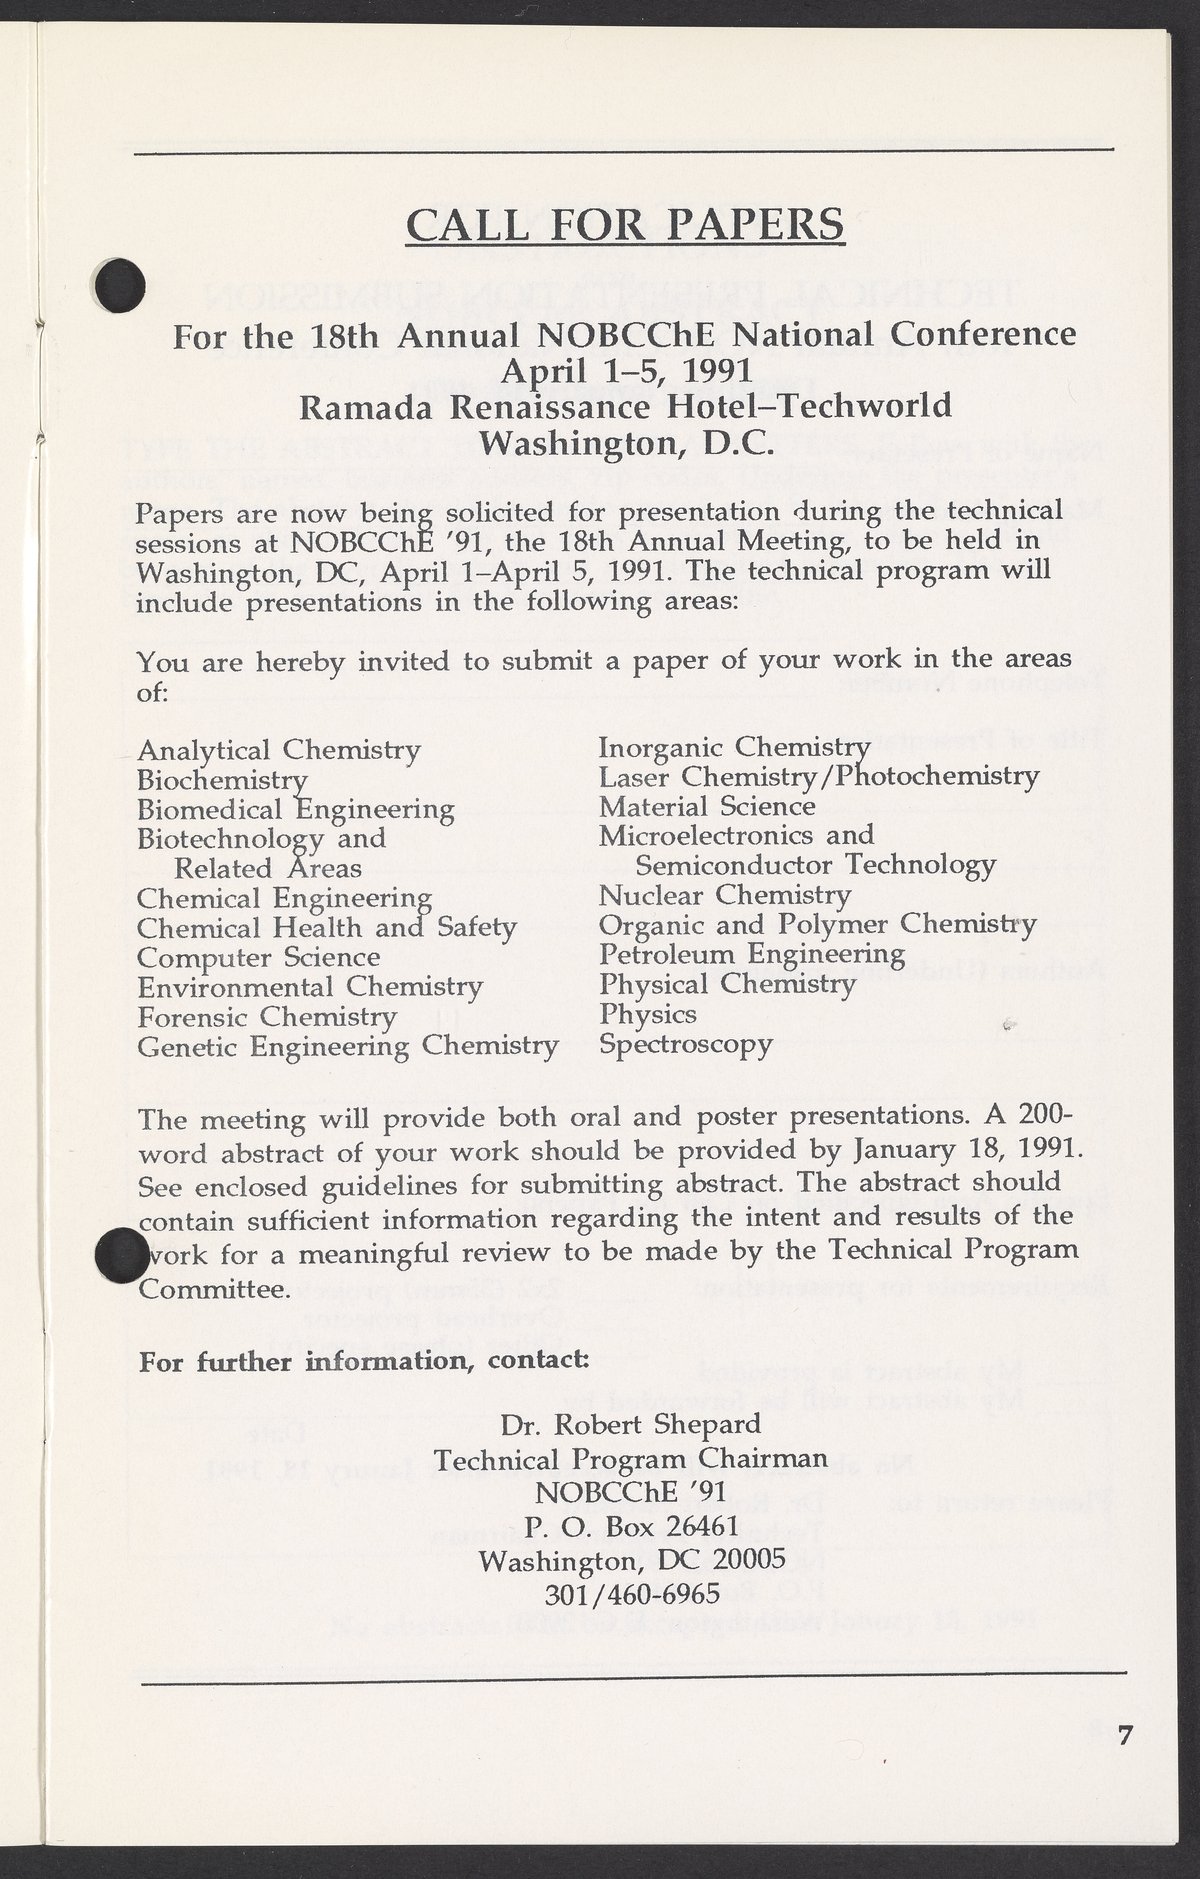 CALL FOR PAPERS
For the 18th Annual NOBCChE National Conference
April 1–5, 1991
Ramada Renaissance Hotel–Techworld
Washington, D.C.
Papers are now being solicited for presentation during the technical
sessions at NOBCChE '91, the 18th Annual Meeting, to be held in
Washington, DC, April 1–April 5, 1991. The technical program will
include presentations in the following areas:
You are hereby invited to submit a paper of your work in the areas
of:
Analytical Chemistry
Biochemistry
Biomedical Engineering
Biotechnology and
Related Areas
Chemical Engineering
Chemical Health and Safety
Computer Science
Environmental Chemistry
Forensic Chemistry
Genetic Engineering Chemistry
Inorganic Chemistry
Laser Chemistry/Photochemistry
Material Science
Microelectronics and
Semiconductor Technology
Nuclear Chemistry
Organic and Polymer Chemistry
Petroleum Engineering
Physical Chemistry
Physics
Spectroscopy
The meeting will provide both oral and poster presentations. A 200-
word abstract of your work should be provided by January 18, 1991.
See enclosed guidelines for submitting abstract. The abstract should
contain sufficient information regarding the intent and results of the
work for a meaningful review to be made by the Technical Program
Committee.
For further information, contact:
Dr. Robert Shepard
Technical Program Chairman
NOBCChE '91
P. O. Box 26461
Washington, DC 20005
301/460-6965
7